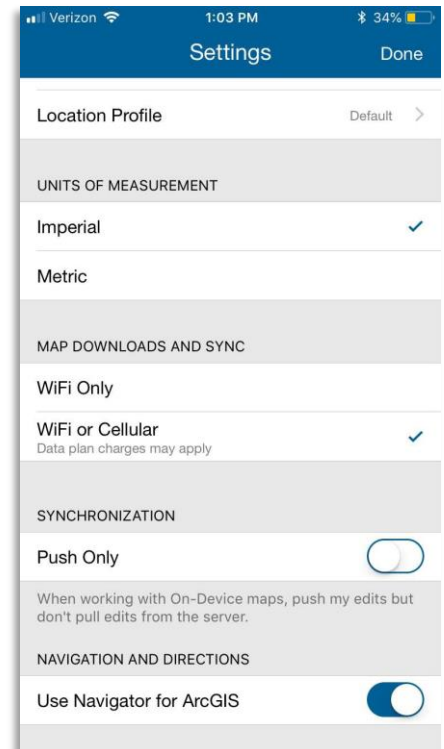 Verizon 1:03 PM 34%
Settings Done
Location Profile Default
UNITS OF MEASUREMENT
Imperial
Metric
MAP DOWNLOADS AND SYNC
WiFi Only
WiFi or Cellular
Data plan charges may apply
SYNCHRONIZATION
Push Only
When working with On-Device maps, push my edits but
don't pull edits from the server.
NAVIGATION AND DIRECTIONS
Use Navigator for ArcGIS